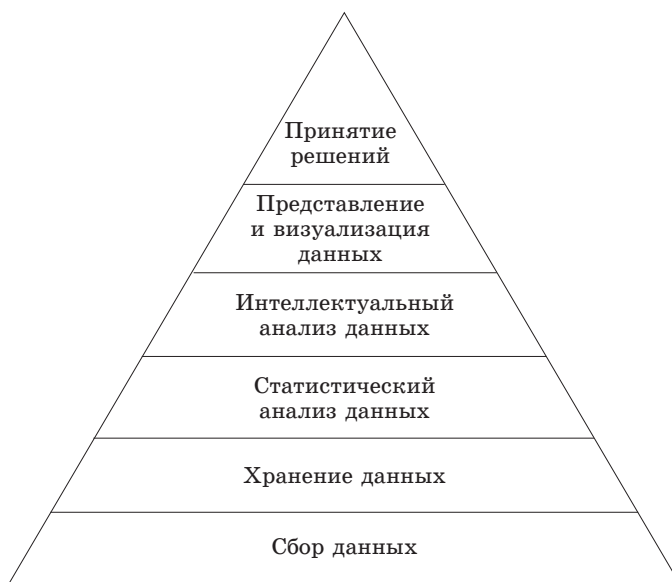 Принятие
решений
Представление
и визуализация
данных
Интеллектуальный
анализ данных
Статистический
анализ данных
Хранение данных
Сбор данных